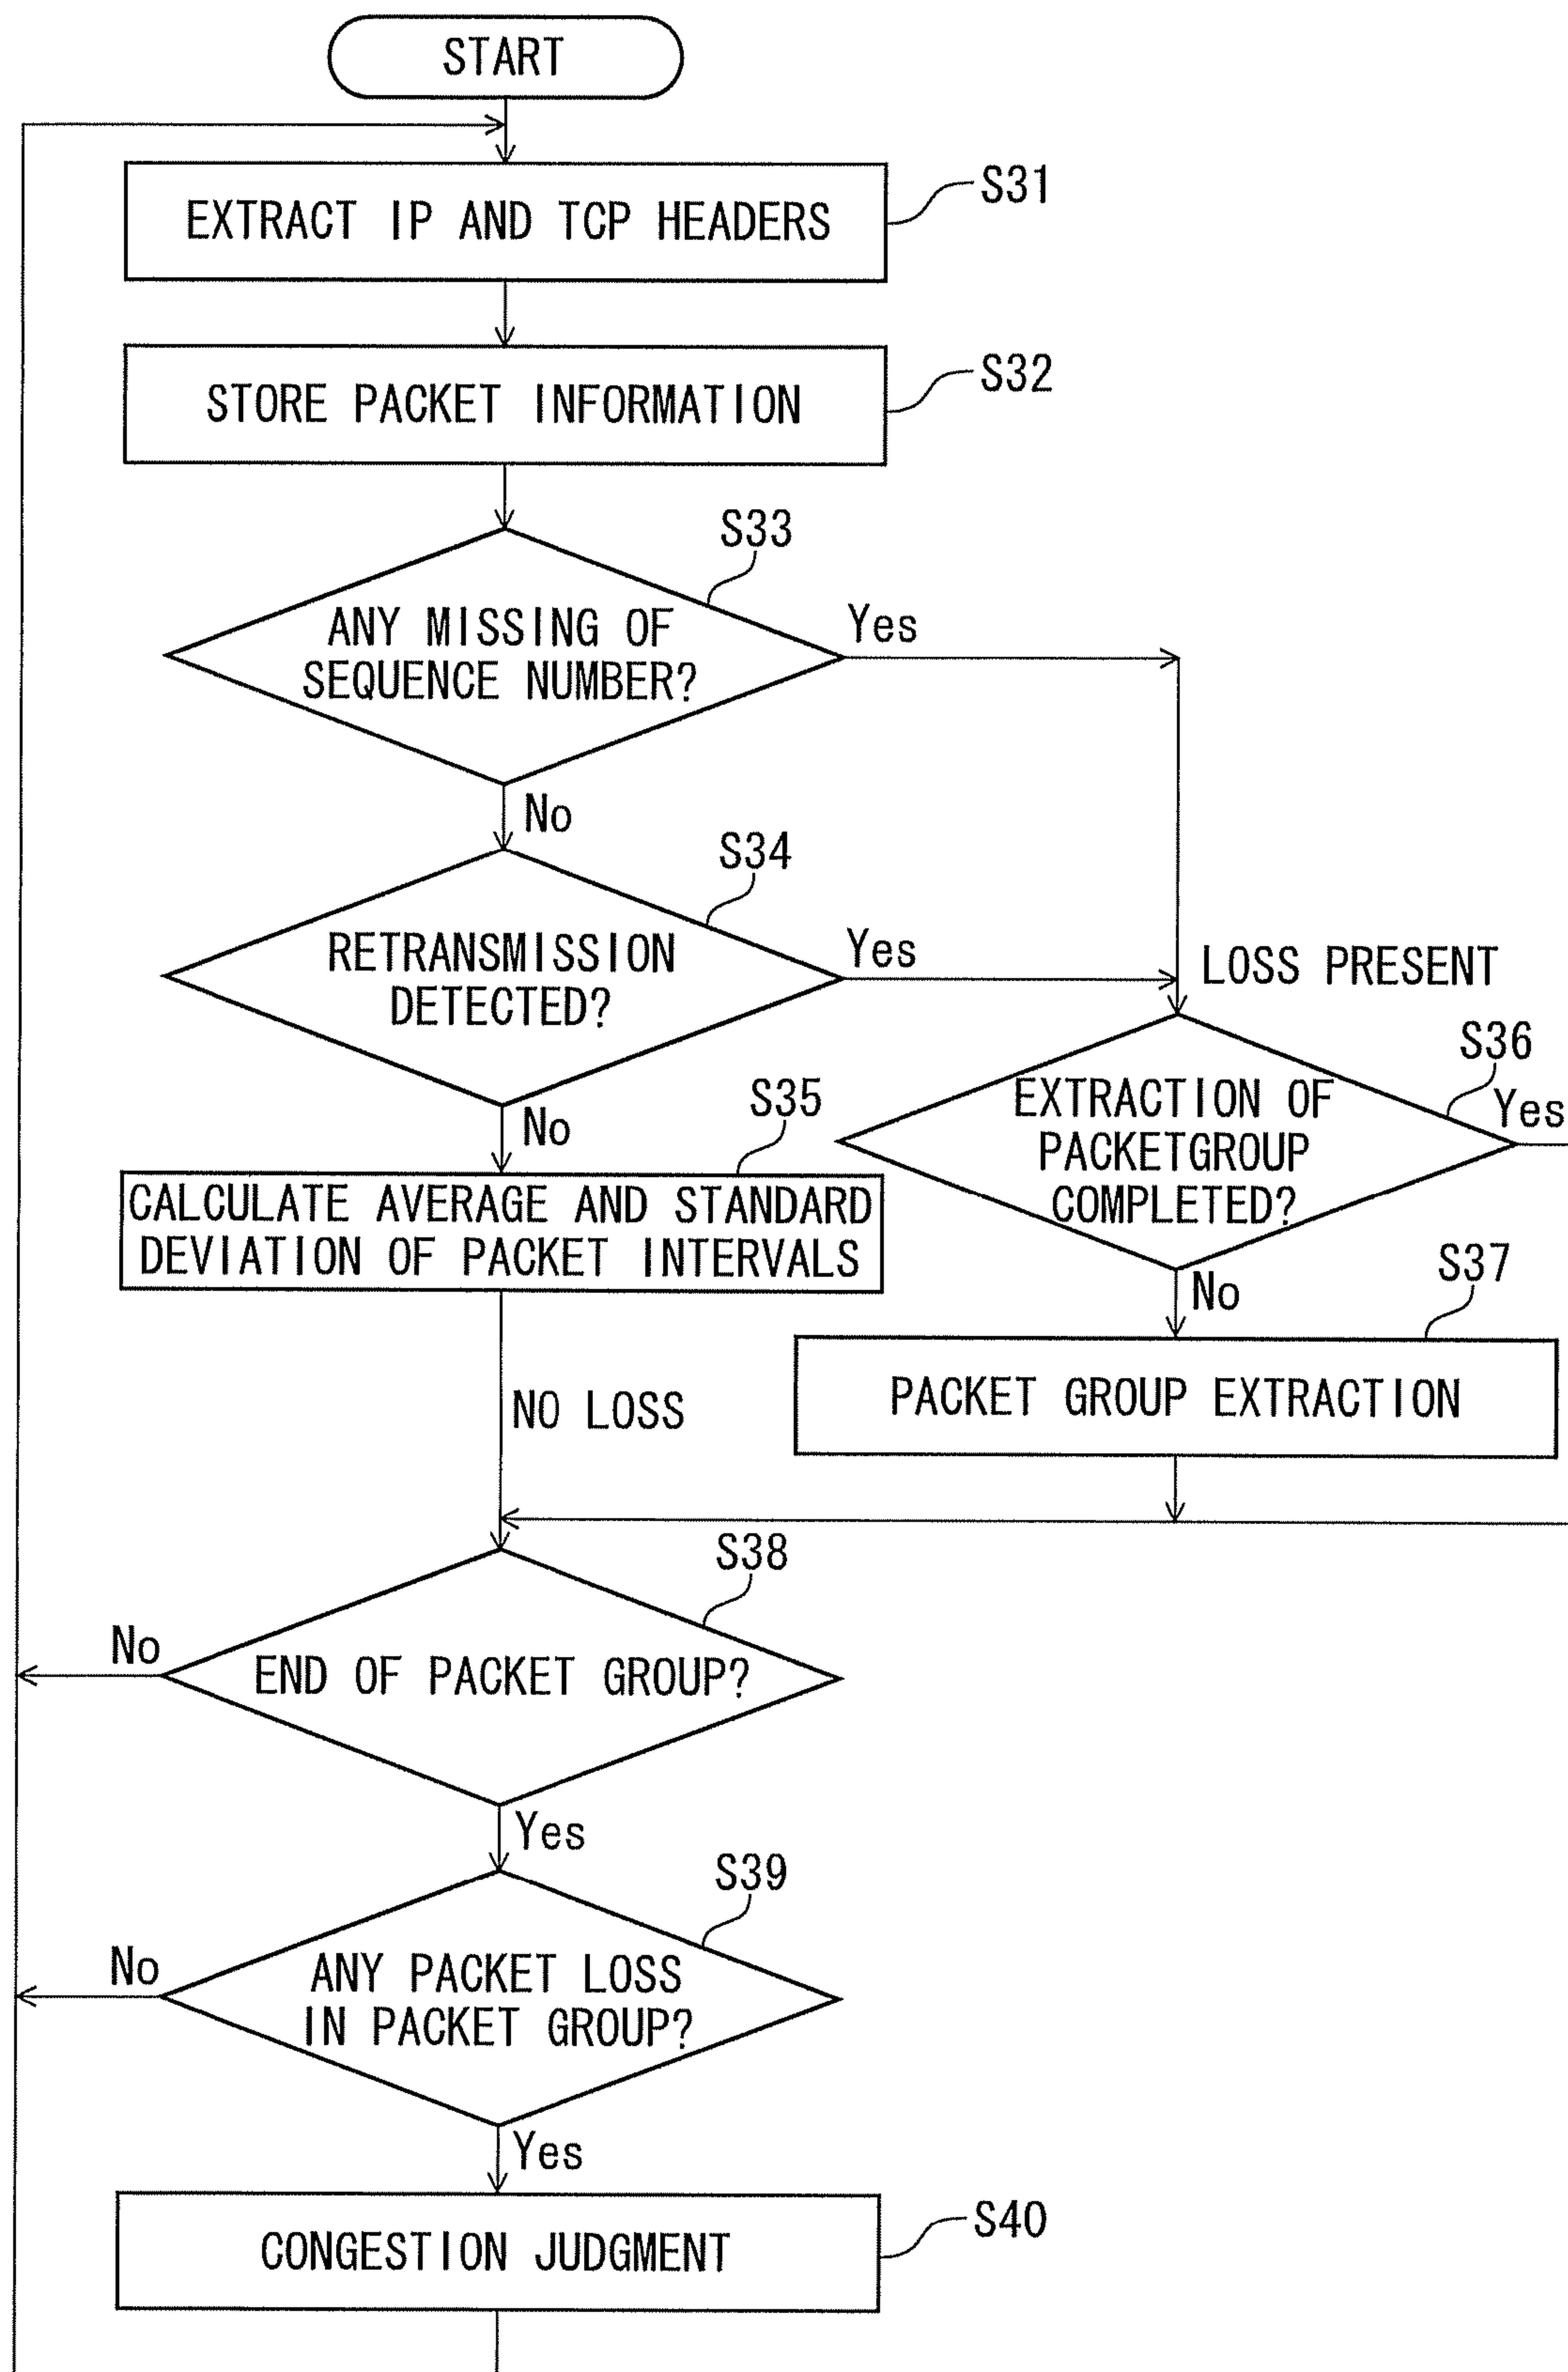 START
EXTRACT IP AND TCP HEADERS
S31
STORE PACKET INFORMATION
S32
S33
ANY MISSING OF
SEQUENCE NUMBER?
Yes
No
S34
RETRANSMISSION
DETECTED?
Yes
LOSS PRESENT
No
S35
CALCULATE AVERAGE AND STANDARD
DEVIATION OF PACKET INTERVALS
S36
EXTRACTION OF
PACKETGROUP
COMPLETED?
Yes
No
S37
PACKET GROUP EXTRACTION
NO LOSS
S38
END OF PACKET GROUP?
No
Yes
S39
ANY PACKET LOSS
IN PACKET GROUP?
No
Yes
CONGESTION JUDGMENT
S40